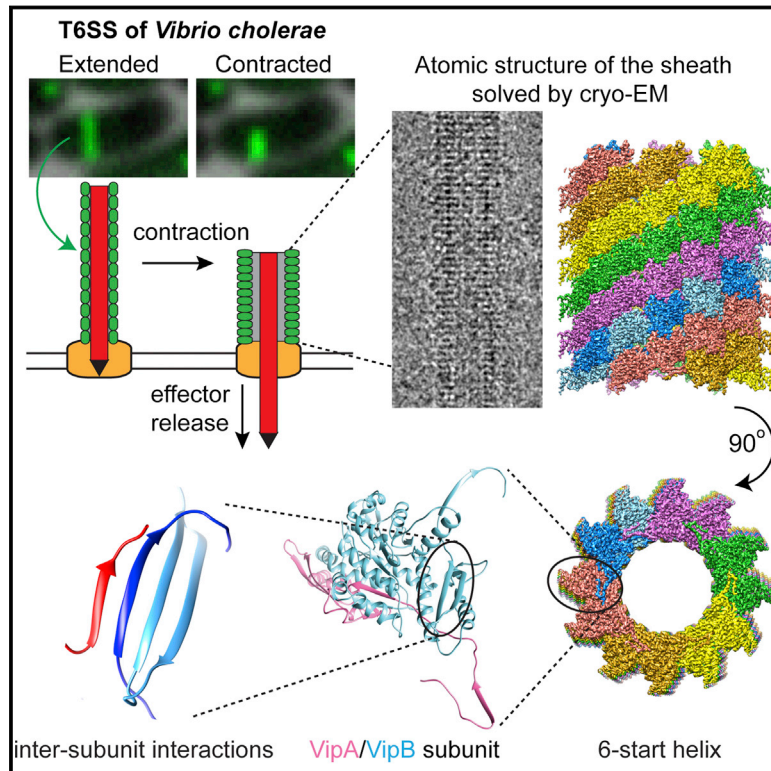 T6SS of Vibrio cholerae
Extended
Contracted
Atomic structure of the sheath
solved by cryo-EM
contraction
effector
release
90°
inter-subunit interactions
VipA/VipB subunit
6-start helix